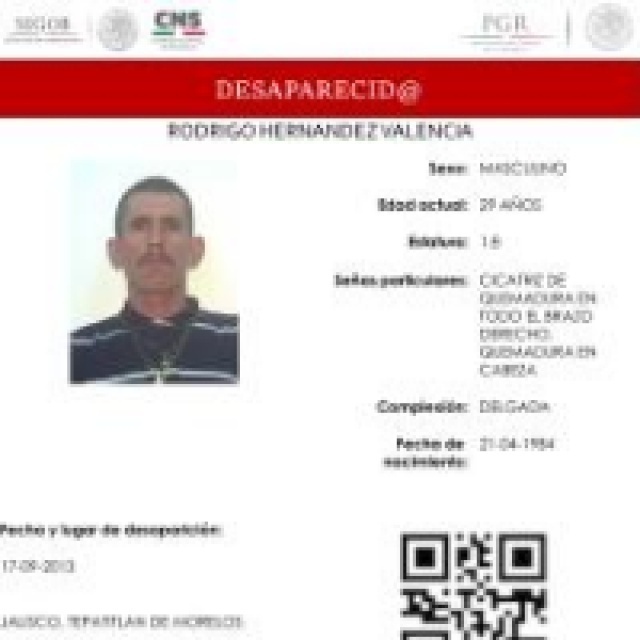 SEGOB
CNS
PGR
DESAPARECID@
RODRIGO HERNANDEZ VALENCIA
Sexo: MASCULINO
Edad actual: 29 AÑOS
Estatura: 1.8
Señas particulares: CICATRIZ DE
QUEMADURA EN
TODO EL BRAZO
DERECHO,
QUEMADURA EN
CABEZA
Complexión: DELGADA
Fecha de 21-04-1984
nacimiento:
Fecha y lugar de desaparición:
17-09-2013
JALISCO, TEPATITLAN DE MORELOS